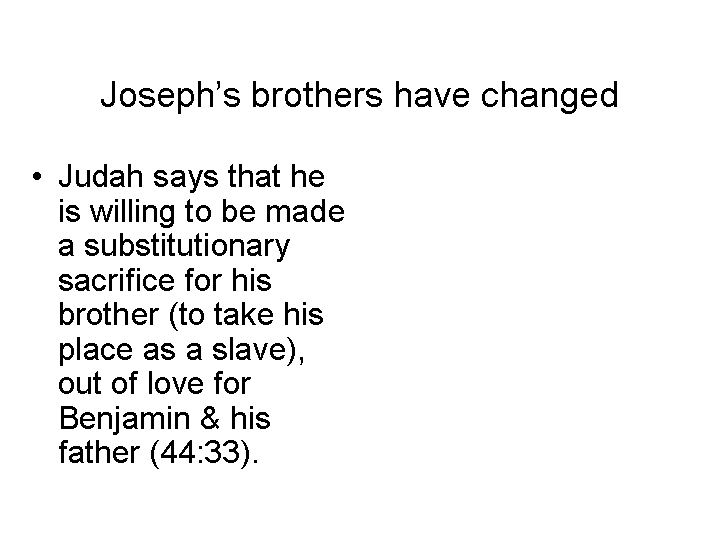 Joseph’s brothers have changed
• Judah says that he
is willing to be made
a substitutionary
sacrifice for his
brother (to take his
place as a slave),
out of love for
Benjamin & his
father (44:33).